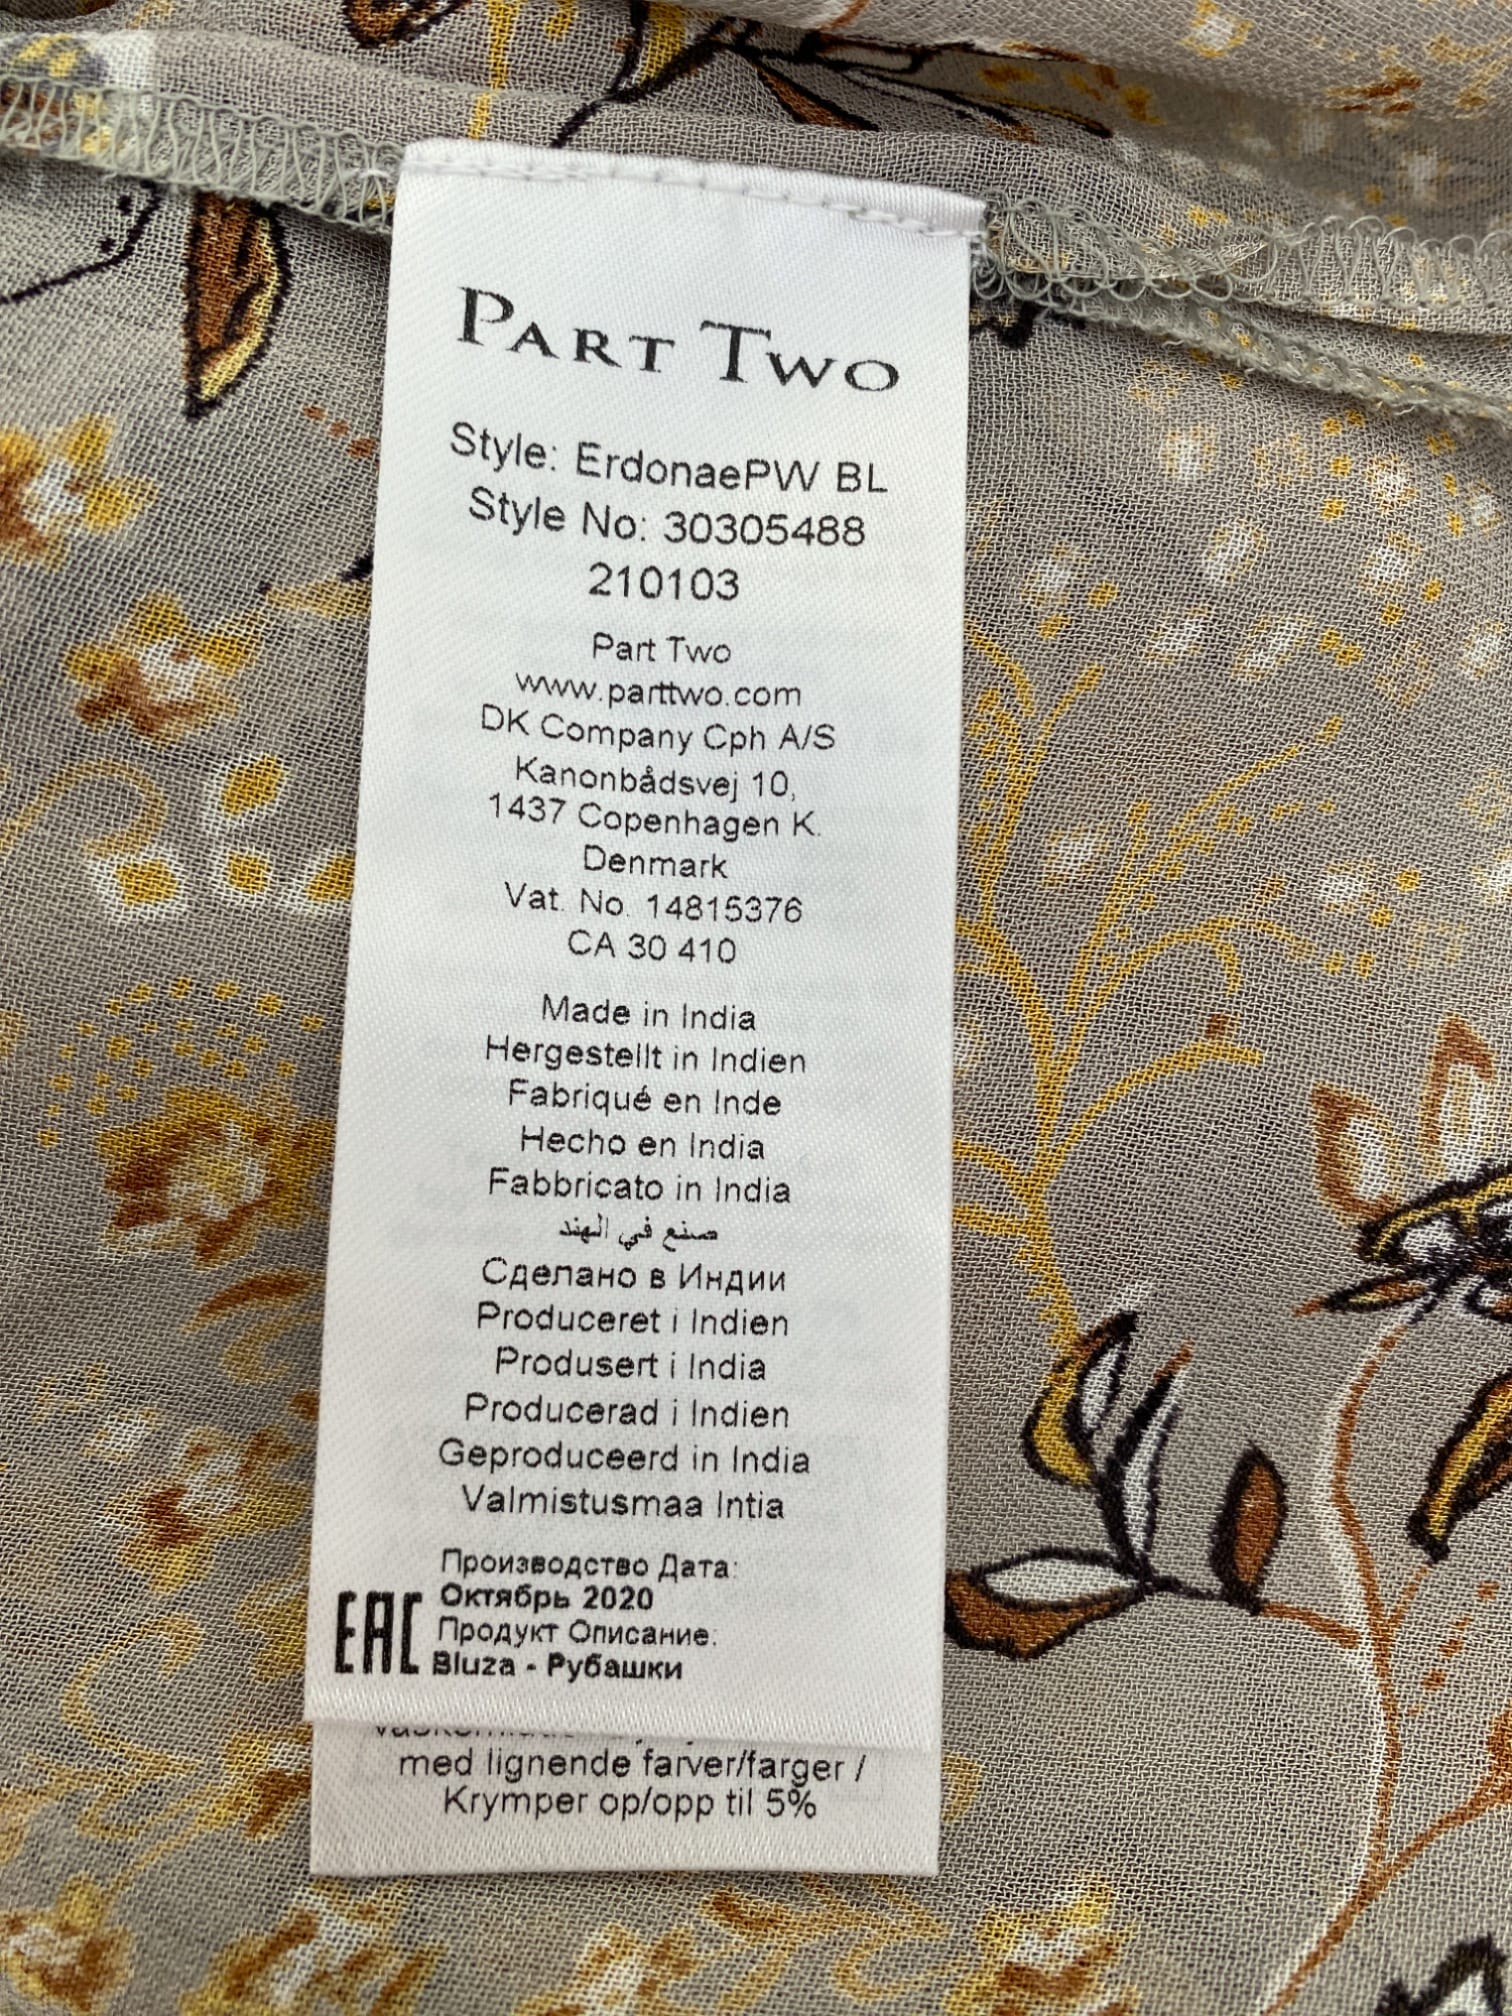 PART TWO
Style: ErdonaePW BL
Style No: 30305488
210103
Part Two
www.parttwo.com
DK Company Cph A/S
Kanonbådsvej 10,
1437 Copenhagen K.
Denmark
Vat. No. 14815376
CA 30 410
Made in India
Hergestellt in Indien
Fabriqué en Inde
Hecho en India
Fabbricato in India
صنع في الهند
Сделано в Индии
Produceret i Indien
Produsert i India
Producerad i Indien
Geproduceerd in India
Valmistusmaa Intia
Производство Дата:
Октябрь 2020
Продукт Описание:
EAC Bluza - Рубашки
med lignende farver/farger /
Krymper op/opp til 5%